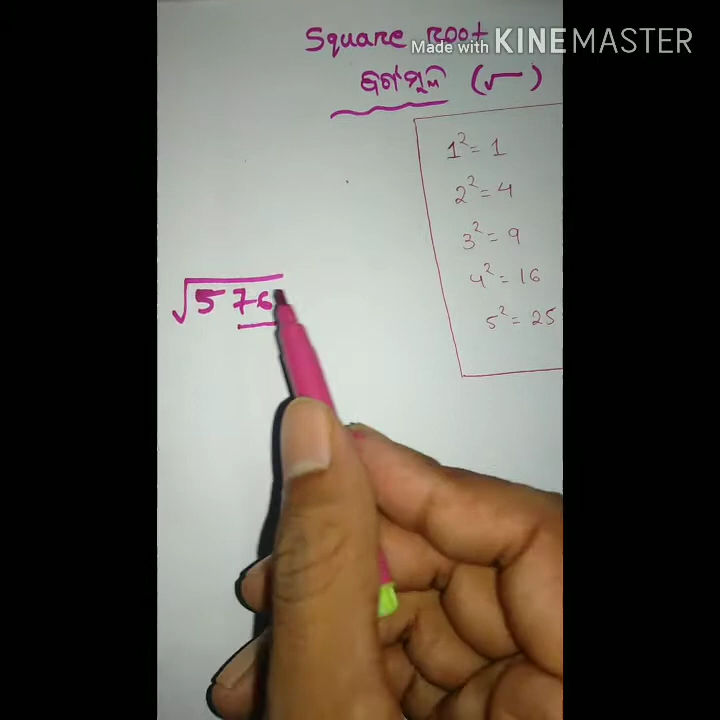 Square Root
Made with KINEMASTER
ବର୍ଗମୂଳ (√)
1² = 1
2² = 4
3² = 9
4² = 16
5² = 25
√576